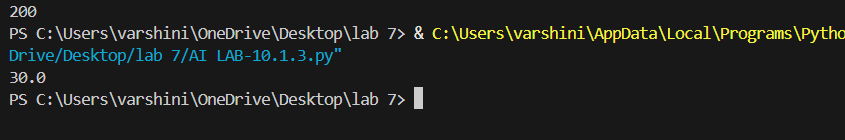 200
PS C:\Users\varshini\OneDrive\Desktop\lab 7> & C:\Users\varshini\AppData\Local\Programs\Pytho
Drive/Desktop/lab 7/AI LAB-10.1.3.py"
30.0
PS C:\Users\varshini\OneDrive\Desktop\lab 7>